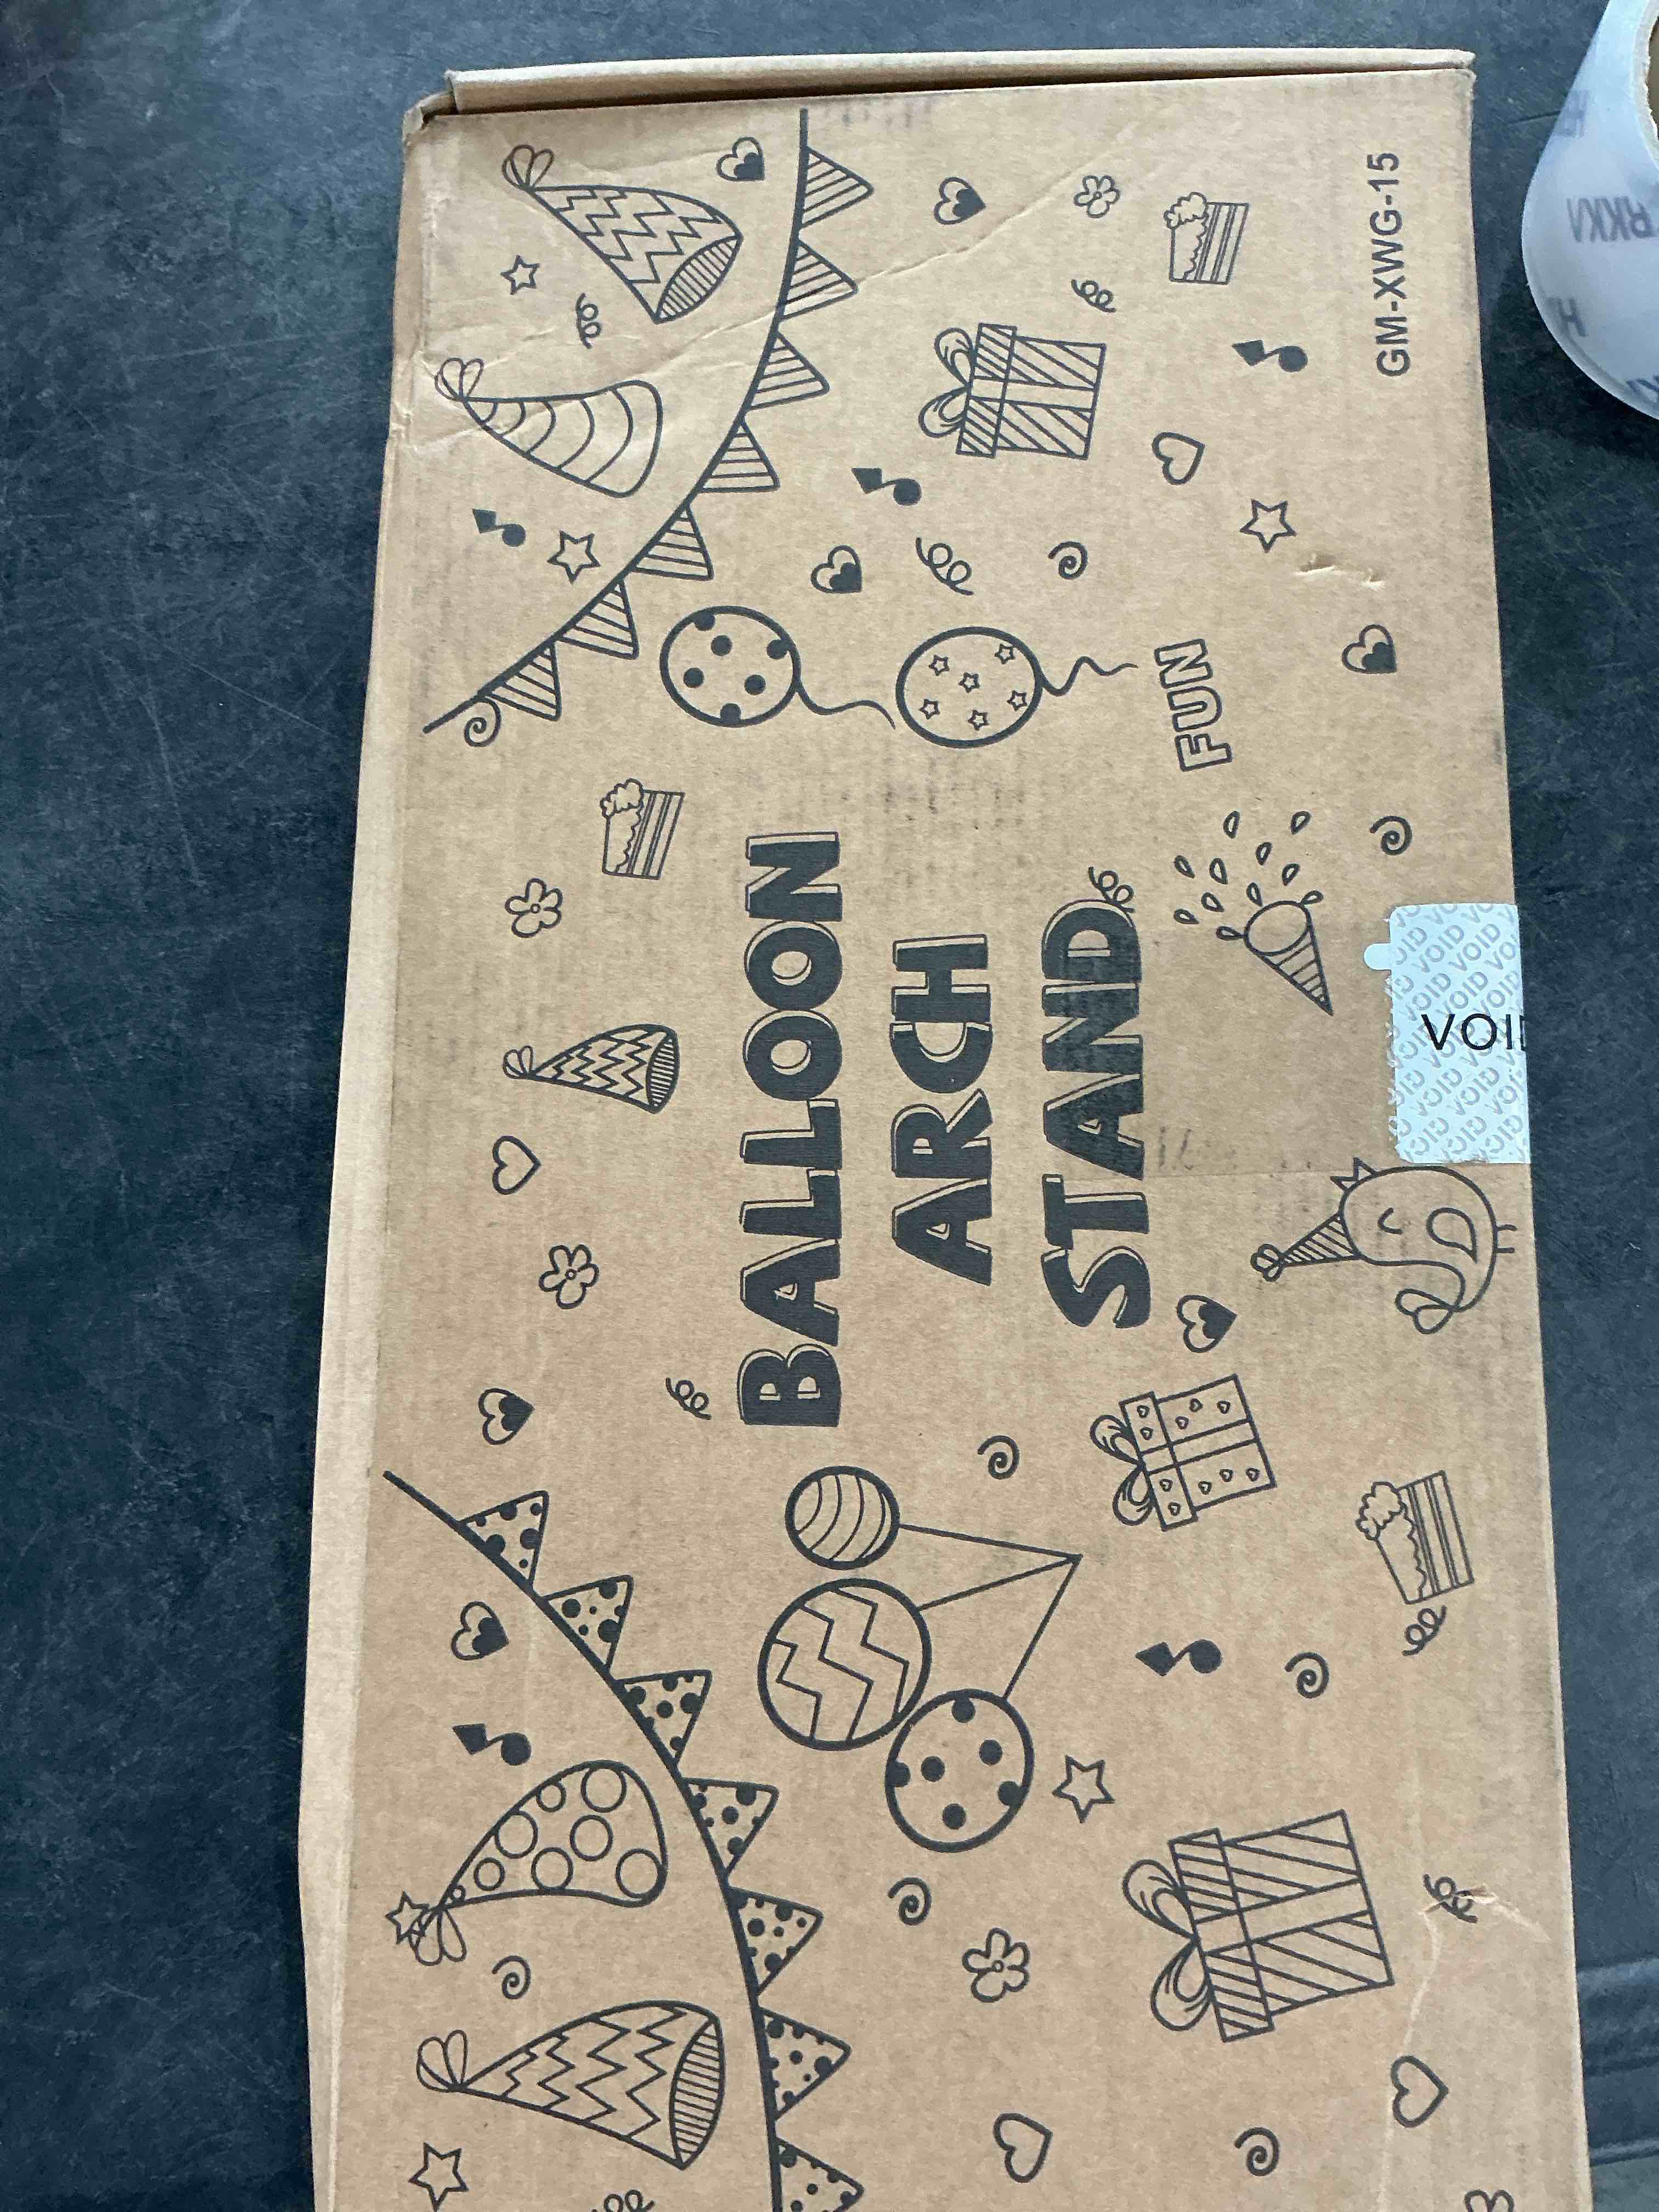 GM-XWG-15
FUN
BALLOON
ARCH
STAND
VOID